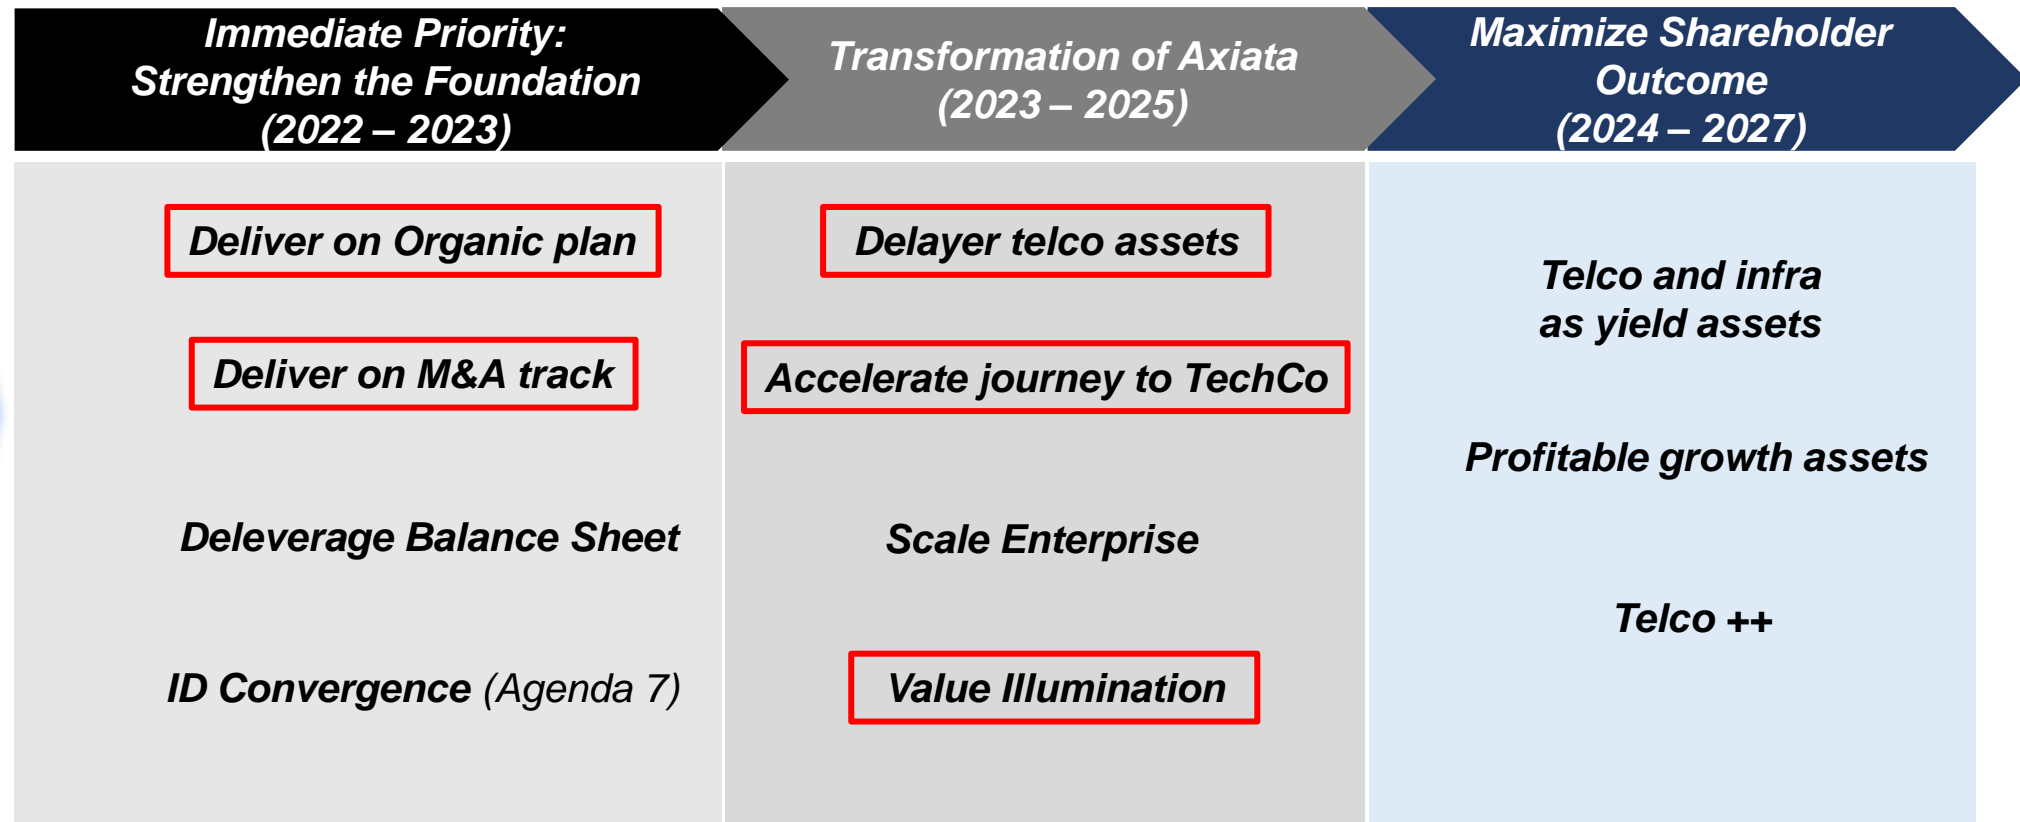 Immediate Priority:
Strengthen the Foundation
(2022 – 2023)
Transformation of Axiata
(2023 – 2025)
Maximize Shareholder
Outcome
(2024 – 2027)
Deliver on Organic plan
Deliver on M&A track
Deleverage Balance Sheet
ID Convergence (Agenda 7)
Delayer telco assets
Accelerate journey to TechCo
Scale Enterprise
Value Illumination
Telco and infra
as yield assets
Profitable growth assets
Telco ++